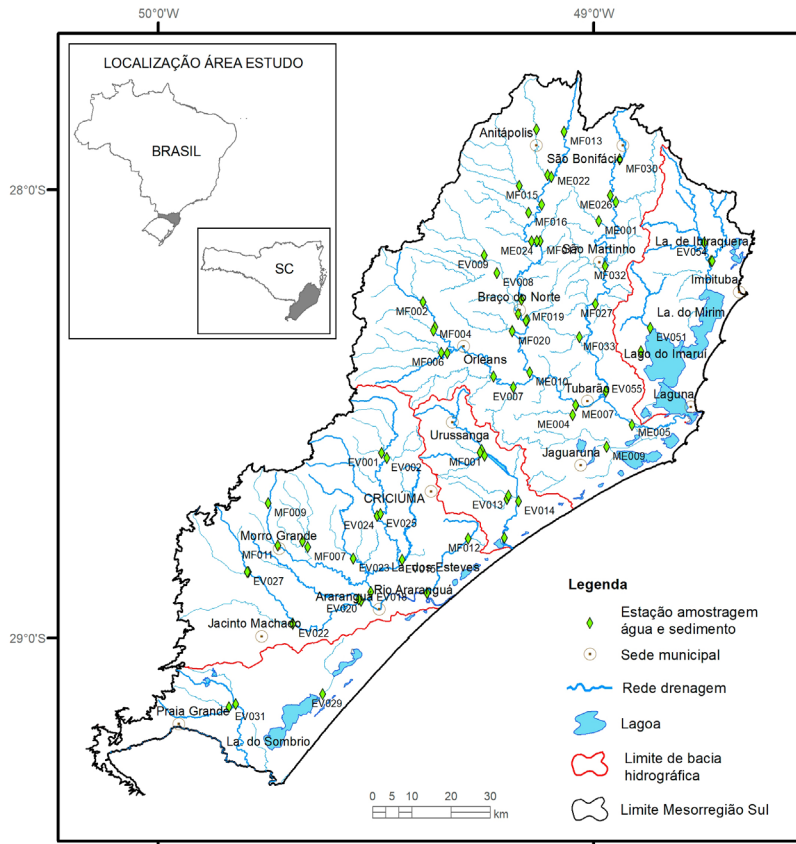 50°0'W
49°0'W
LOCALIZAÇÃO ÁREA ESTUDO
BRASIL
SC
28°0'S
29°0'S
Anitápolis
MF013
São Bonifácio
MF030
ME022
MF015
ME026
MF016
ME001
ME024
São Martinho
La. de Ibiraquera
EV054
EV009
MF032
Imbituba
EV008
Braço do Norte
MF002
MF019
MF027
La. do Mirim
MF004
MF020
EV051
MF033
MF006
Orleans
Lago do Imaruí
ME010
EV007
Tubarão
EV055
Laguna
ME007
ME004
ME005
Urussanga
EV001
EV002
MF001
Jaguaruna
ME009
CRICIÚMA
MF009
EV013
EV014
EV024
EV025
Morro Grande
MF012
MF011
MF007
EV023
La. dos Esteves
EV027
Rio Araranguá
Araranguá
EV018
EV020
Jacinto Machado
EV022
EV029
Praia Grande
EV031
La. do Sombrio
Legenda
Estação amostragem
água e sedimento
Sede municipal
Rede drenagem
Lagoa
Limite de bacia
hidrográfica
Limite Mesorregião Sul
0 5 10 20 30
km